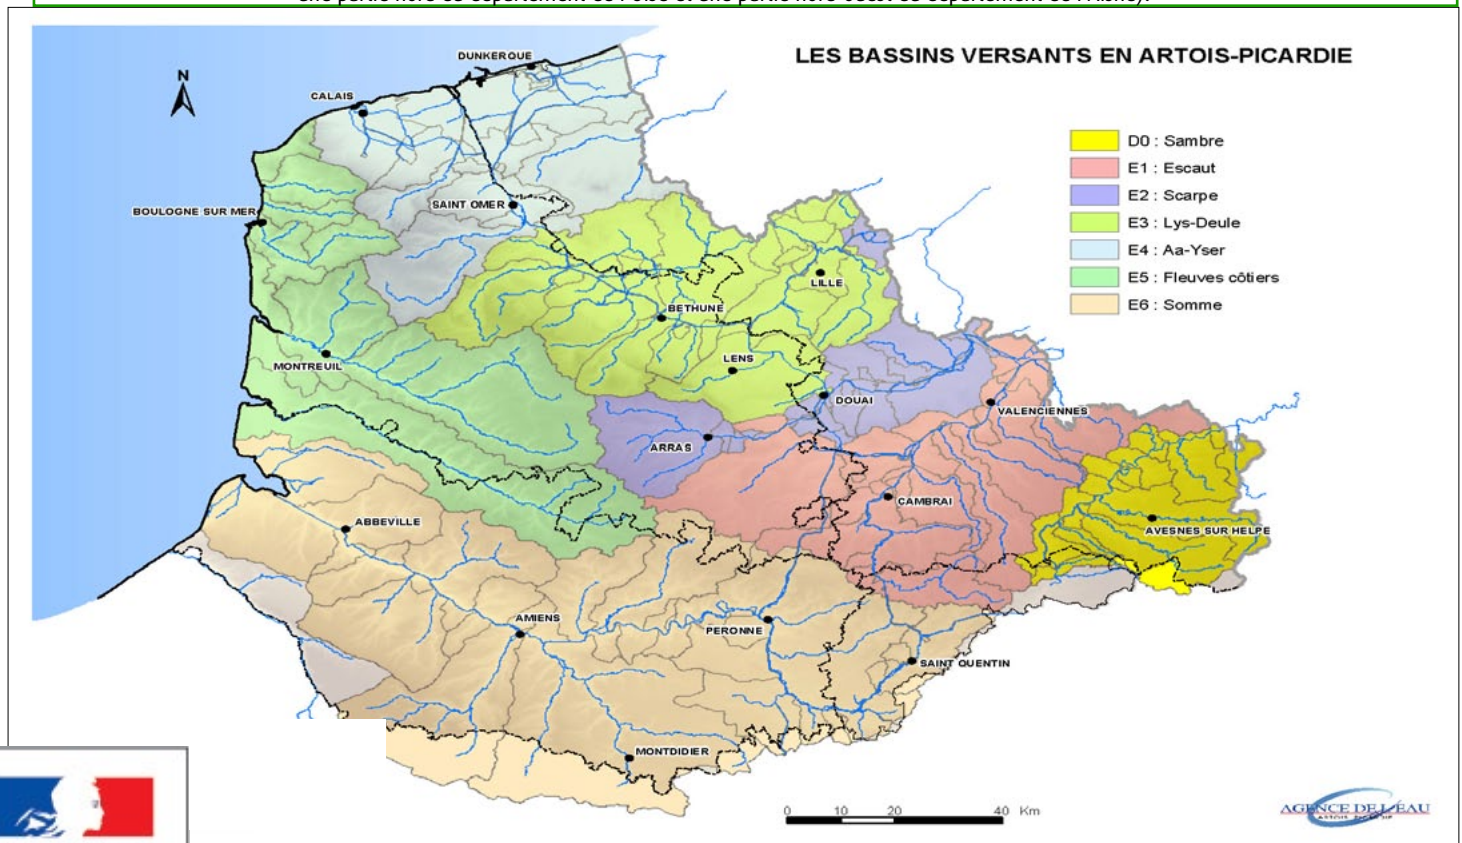 LES BASSINS VERSANTS EN ARTOIS-PICARDIE
N
DUNKERQUE
CALAIS
D0 : Sambre
E1 : Escaut
E2 : Scarpe
E3 : Lys-Deule
E4 : Aa-Yser
E5 : Fleuves côtiers
E6 : Somme
SAINT OMER
BOULOGNE SUR MER
LILLE
BETHUNE
LENS
MONTREUIL
DOUAI
VALENCIENNES
ARRAS
CAMBRAI
ABBEVILLE
AVESNES SUR HELPE
AMIENS
PERONNE
SAINT QUENTIN
MONTDIDIER
0 10 20 40 Km
AGENCE DE L'EAU
ARTOIS-PICARDIE